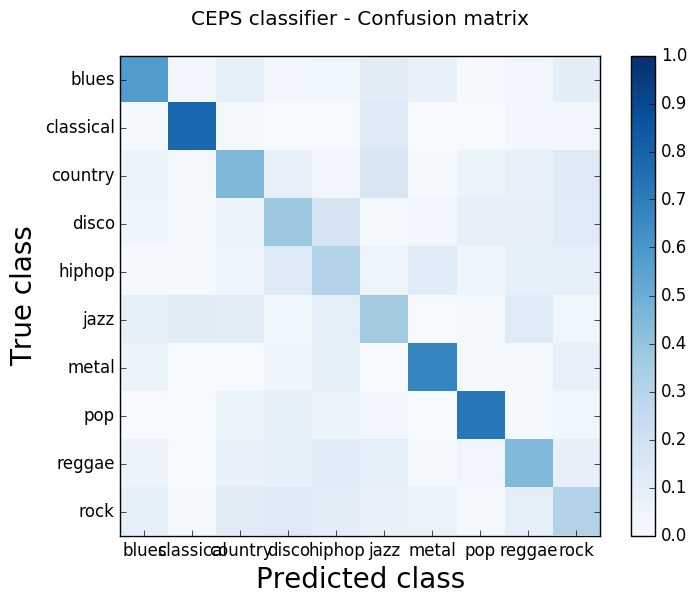 CEPS classifier - Confusion matrix
blues
classical
country
disco
hiphop
jazz
metal
pop
reggae
rock
True class
blues classical country disco hiphop jazz metal pop reggae rock
Predicted class
1.0
0.9
0.8
0.7
0.6
0.5
0.4
0.3
0.2
0.1
0.0